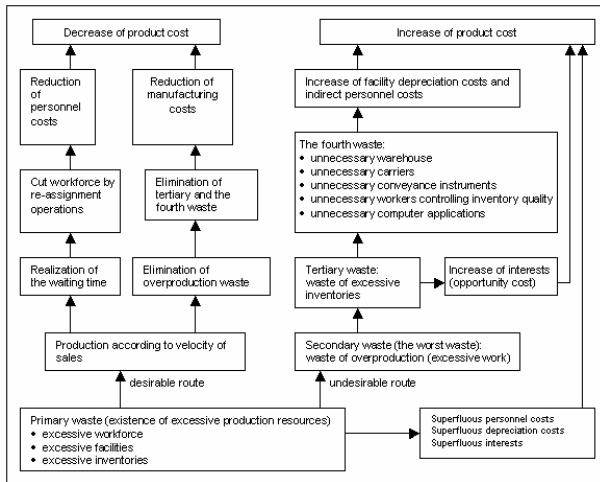 Decrease of product cost
Increase of product cost
Reduction
of
personnel
costs
Reduction of
manufacturing
costs
Increase of facility depreciation costs and
indirect personnel costs
The fourth waste:
• unnecessary warehouse
• unnecessary carriers
• unnecessary conveyance instruments
• unnecessary workers controlling inventory quality
• unnecessary computer applications
Cut workforce by
re-assignment
operations
Elimination of
tertiary and the
fourth waste
Realization of
the waiting time
Elimination of
overproduction waste
Tertiary waste:
waste of excessive
inventories
Increase of interests
(opportunity cost)
Production according to velocity of
sales
Secondary waste (the worst waste):
waste of overproduction (excessive work)
desirable route
undesirable route
Primary waste (existence of excessive production resources)
• excessive workforce
• excessive facilities
• excessive inventories
Superfluous personnel costs
Superfluous depreciation costs
Superfluous interests